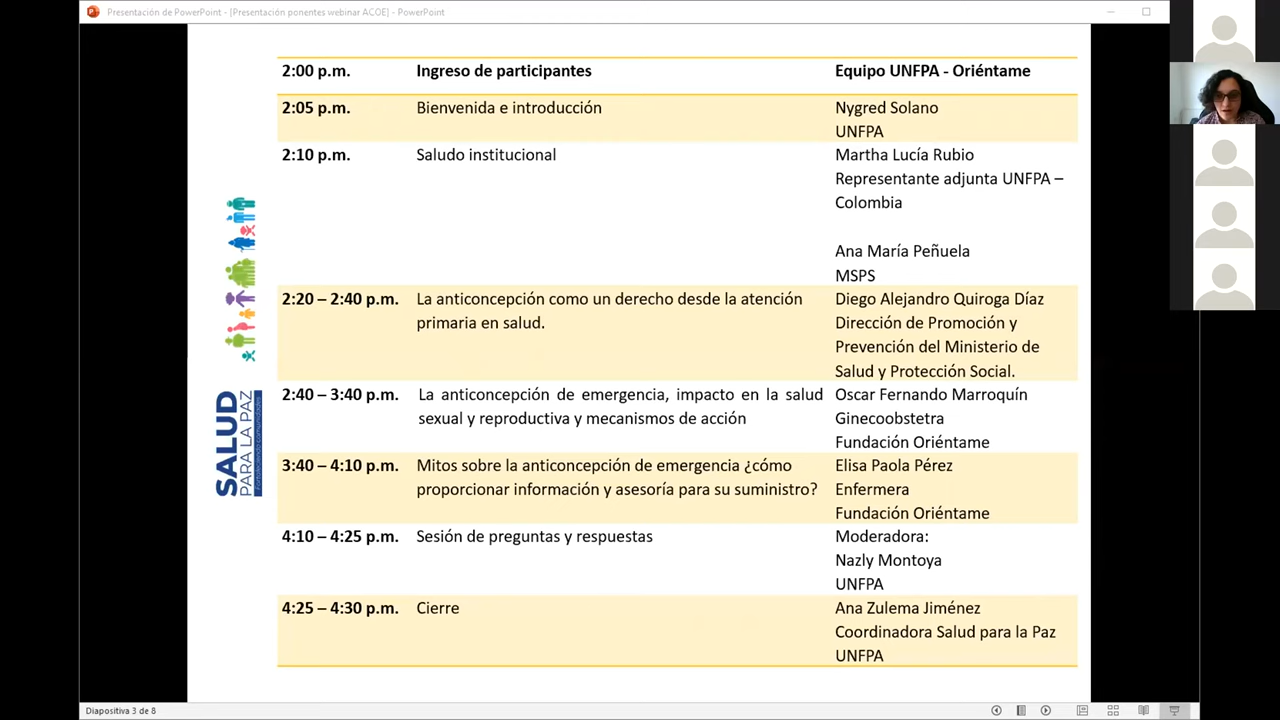 Presentación de PowerPoint - [Presentación ponentes webinar ACOE] - PowerPoint
2:00 p.m. Ingreso de participantes Equipo UNFPA - Oriéntame
2:05 p.m. Bienvenida e introducción Nygred Solano
UNFPA
2:10 p.m. Saludo institucional Martha Lucía Rubio
Representante adjunta UNFPA –
Colombia
Ana María Peñuela
MSPS
2:20 – 2:40 p.m. La anticoncepción como un derecho desde la atención Diego Alejandro Quiroga Díaz
primaria en salud. Dirección de Promoción y
Prevención del Ministerio de
Salud y Protección Social.
2:40 – 3:40 p.m. La anticoncepción de emergencia, impacto en la salud Oscar Fernando Marroquín
sexual y reproductiva y mecanismos de acción Ginecoobstetra
Fundación Oriéntame
3:40 – 4:10 p.m. Mitos sobre la anticoncepción de emergencia ¿cómo Elisa Paola Pérez
proporcionar información y asesoría para su suministro? Enfermera
Fundación Oriéntame
4:10 – 4:25 p.m. Sesión de preguntas y respuestas Moderadora:
Nazly Montoya
UNFPA
4:25 – 4:30 p.m. Cierre Ana Zulema Jiménez
Coordinadora Salud para la Paz
UNFPA
SALUD
PARA LA PAZ
Fortaleciendo comunidades
Diapositiva 3 de 8